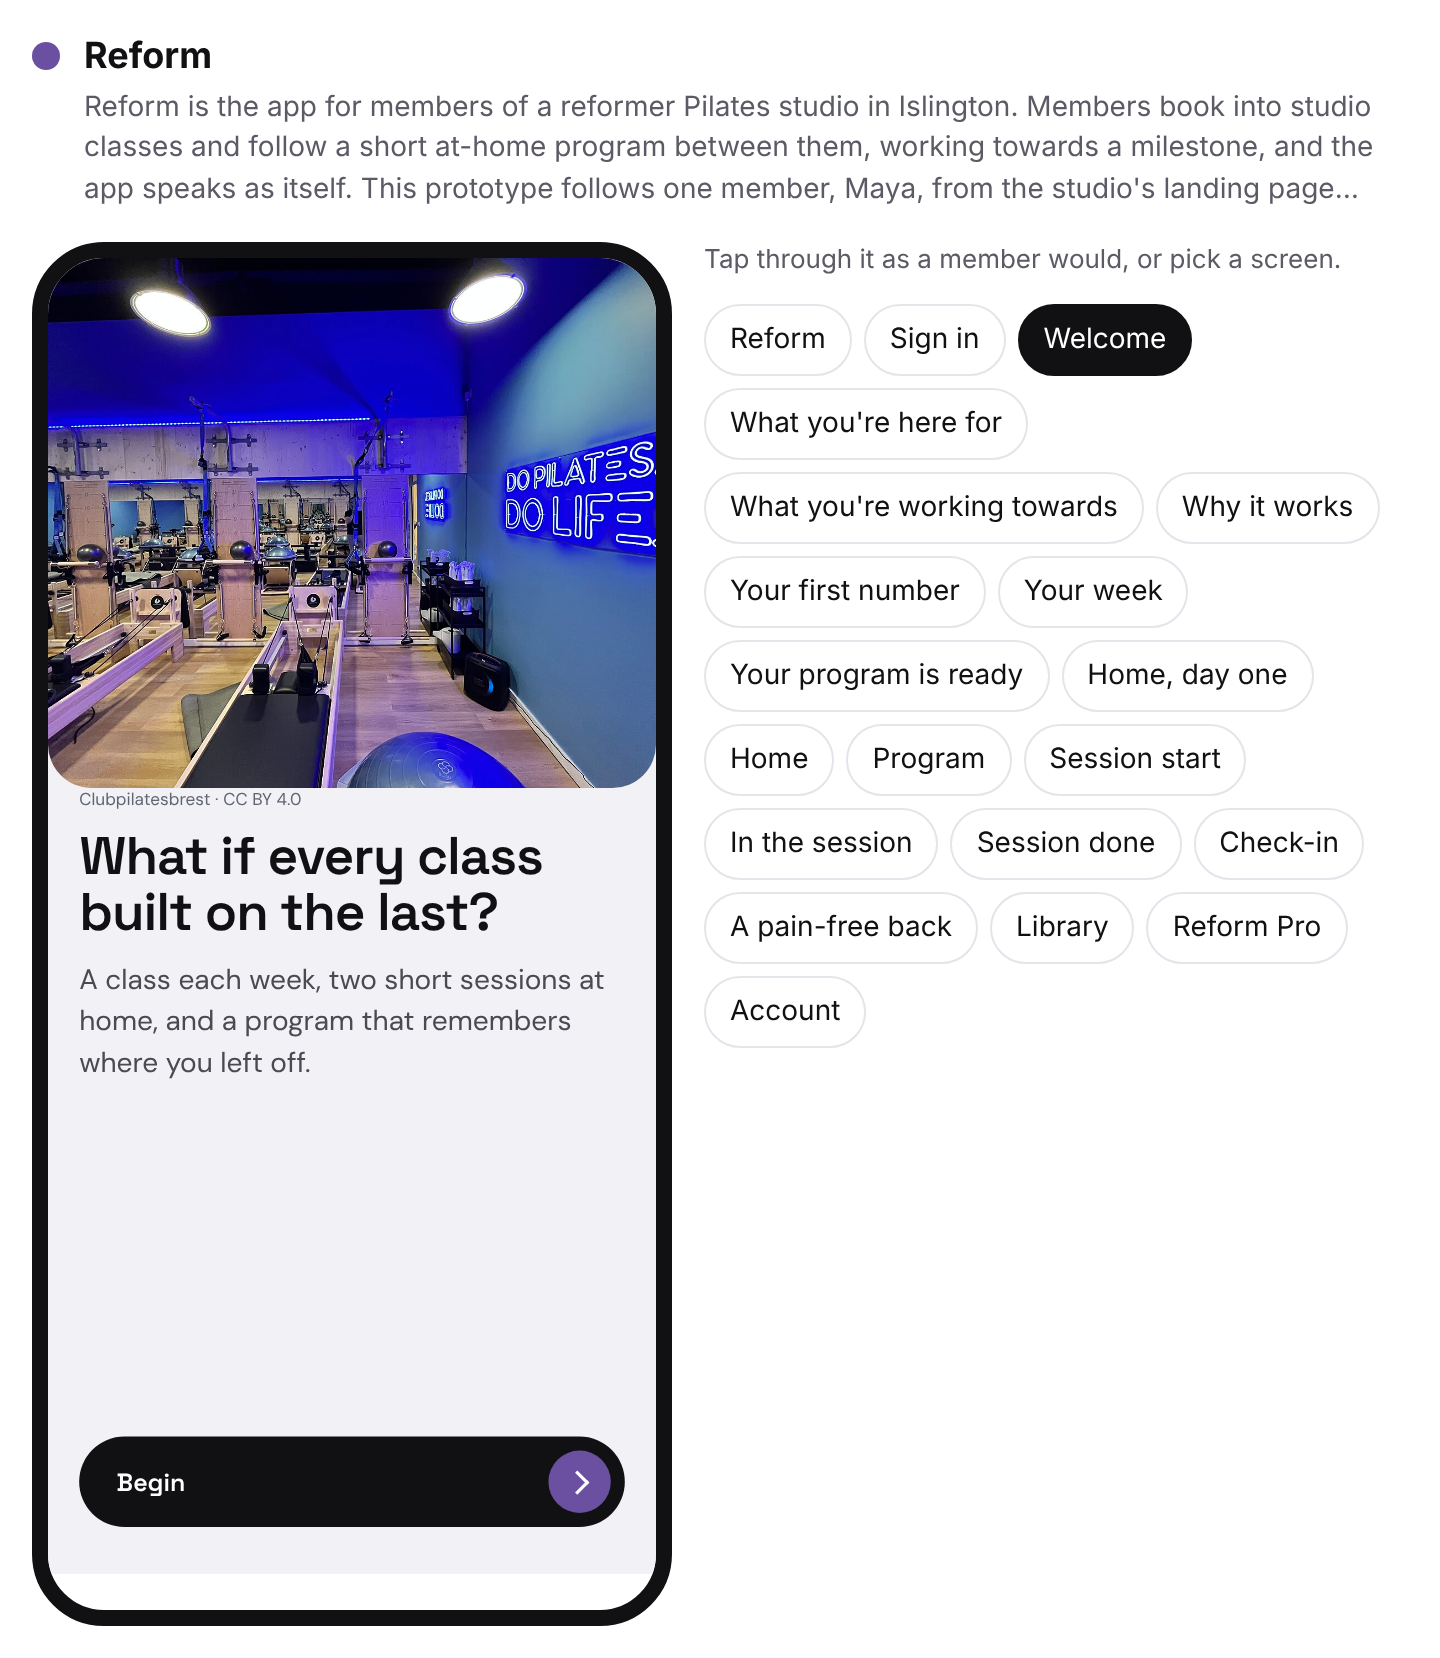 Reform
Reform is the app for members of a reformer Pilates studio in Islington. Members book into studio
classes and follow a short at-home program between them, working towards a milestone, and the
app speaks as itself. This prototype follows one member, Maya, from the studio's landing page...
Tap through it as a member would, or pick a screen.
Reform
Sign in
Welcome
What you're here for
What you're working towards
Why it works
Your first number
Your week
Your program is ready
Home, day one
Home
Program
Session start
In the session
Session done
Check-in
A pain-free back
Library
Reform Pro
Account
DO PILATES.
DO LIFE.
Clubpilatesbrest · CC BY 4.0
What if every class
built on the last?
A class each week, two short sessions at
home, and a program that remembers
where you left off.
Begin